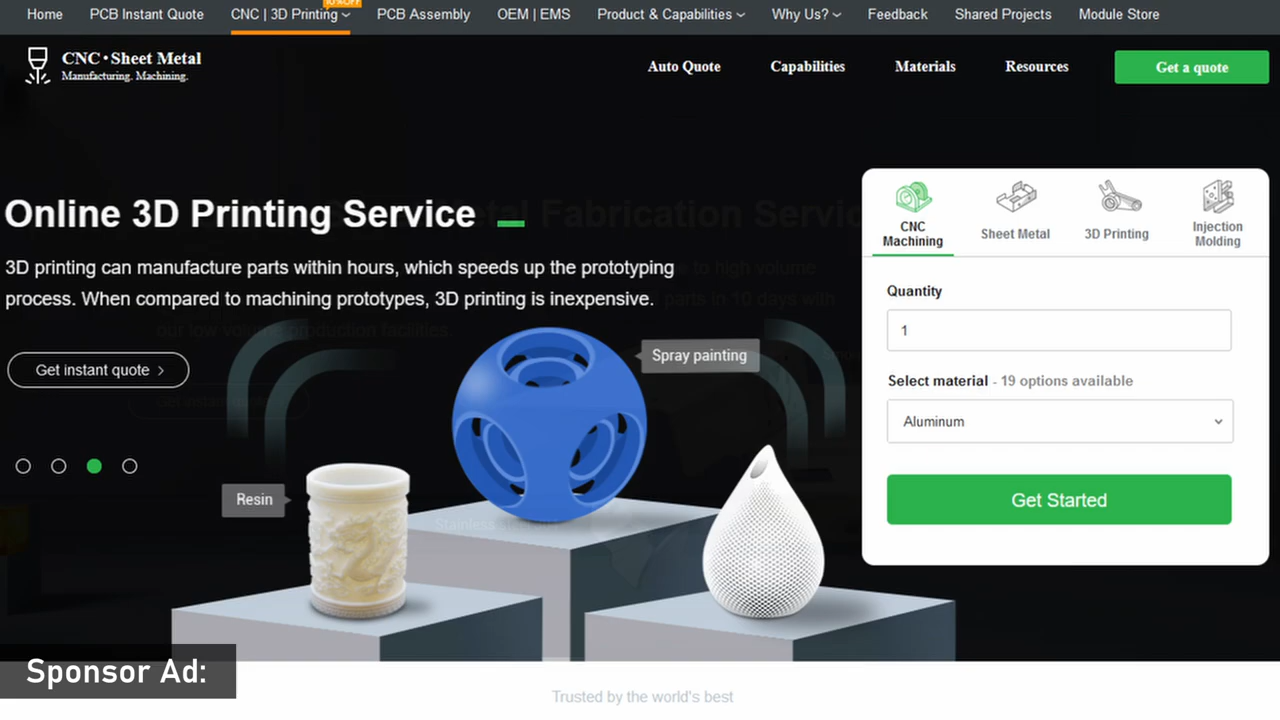 Home PCB Instant Quote CNC | 3D Printing PCB Assembly OEM | EMS Product & Capabilities Why Us? Feedback Shared Projects Module Store
CNC•Sheet Metal
Manufacturing. Machining.
Auto Quote Capabilities Materials Resources Get a quote
Online 3D Printing Service
3D printing can manufacture parts within hours, which speeds up the prototyping
process. When compared to machining prototypes, 3D printing is inexpensive.
Get instant quote
Spray painting
Resin
CNC
Machining
Sheet Metal
3D Printing
Injection
Molding
Quantity
1
Select material - 19 options available
Aluminum
Get Started
Sponsor Ad:
Trusted by the world's best